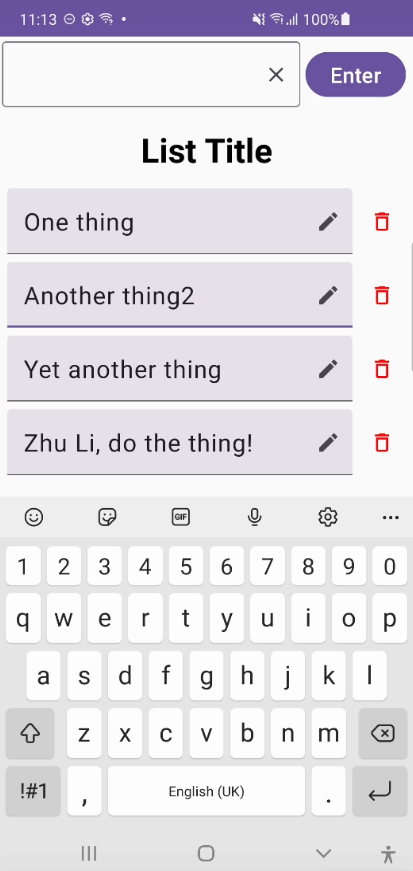 11:13 100%
Enter
List Title
One thing
Another thing2
Yet another thing
Zhu Li, do the thing!
GIF
1 2 3 4 5 6 7 8 9 0
q w e r t y u i o p
a s d f g h j k l
z x c v b n m
!#1 , English (UK) .